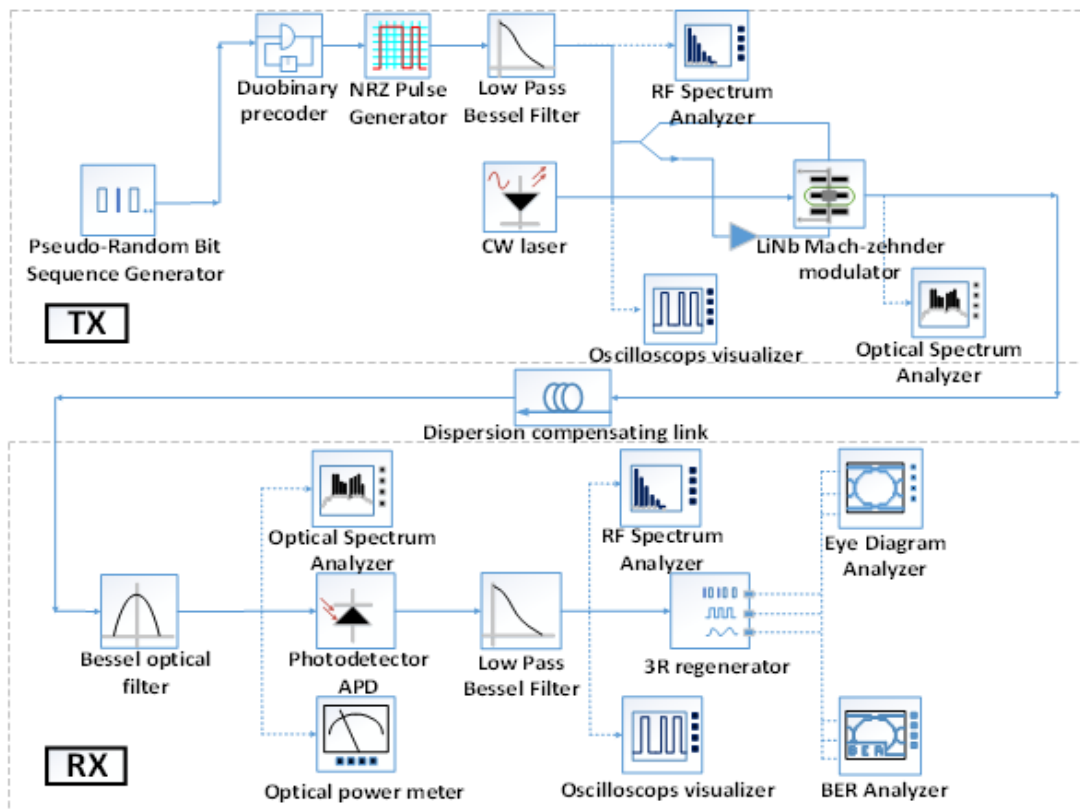 Duobinary
precoder
NRZ Pulse
Generator
Low Pass
Bessel Filter
RF Spectrum
Analyzer
Pseudo-Random Bit
Sequence Generator
CW laser
LiNb Mach-zehnder
modulator
TX
Oscilloscops visualizer
Optical Spectrum
Analyzer
Dispersion compensating link
Optical Spectrum
Analyzer
RF Spectrum
Analyzer
Eye Diagram
Analyzer
Bessel optical
filter
Photodetector
APD
Low Pass
Bessel Filter
3R regenerator
RX
Optical power meter
Oscilloscops visualizer
BER
BER Analyzer